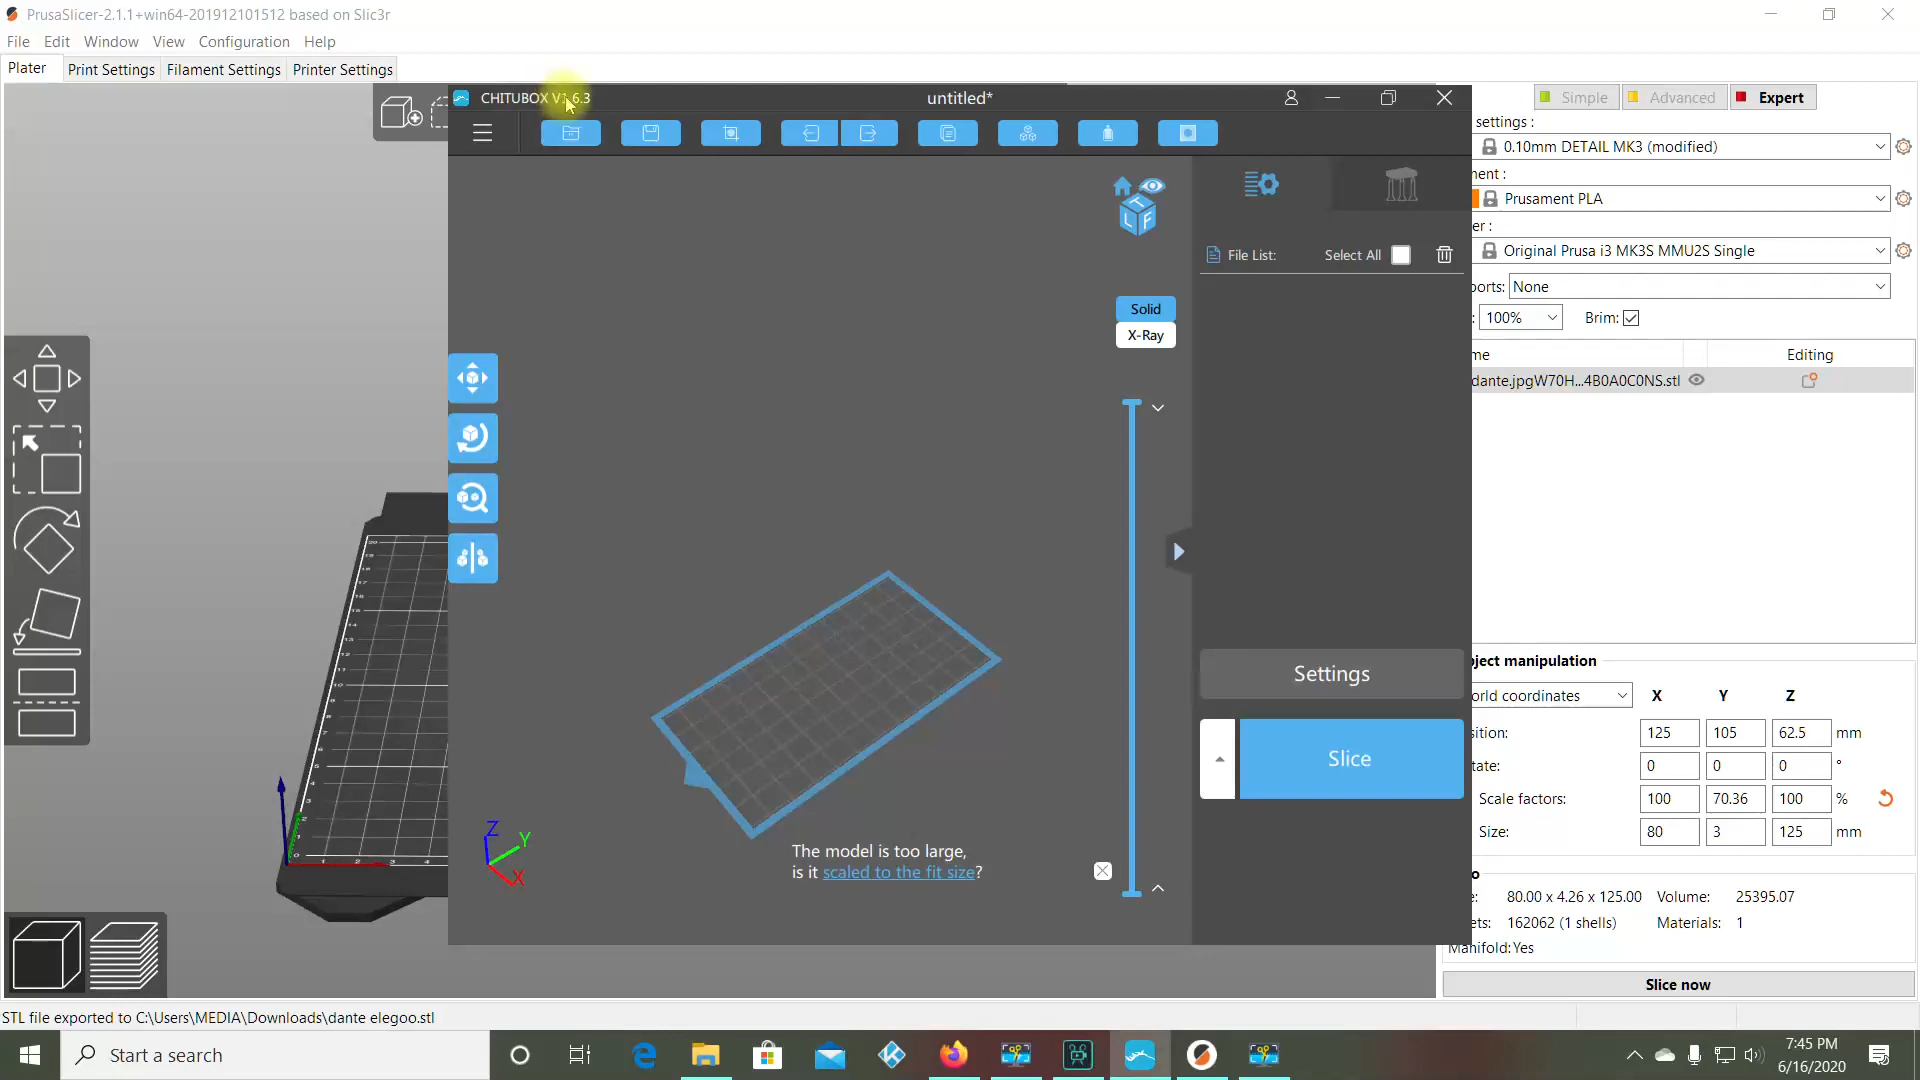 PrusaSlicer-2.1.1+win64-201912101512 based on Slic3r
File Edit Window View Configuration Help
Plater Print Settings Filament Settings Printer Settings
CHITUBOX V1.6.3
untitled*
Simple Advanced Expert
settings :
0.10mm DETAIL MK3 (modified)
ment :
Prusament PLA
er :
Original Prusa i3 MK3S MMU2S Single
ports: None
: 100% Brim:
me Editing
dante.jpgW70H...4B0A0C0NS.stl
T
L F
File List: Select All
Solid
X-Ray
Settings
Slice
The model is too large,
is it scaled to the fit size?
Z
Y
X
ject manipulation
orld coordinates X Y Z
sition: 125 105 62.5 mm
tate: 0 0 0 °
Scale factors: 100 70.36 100 %
Size: 80 3 125 mm
o
e: 80.00 x 4.26 x 125.00 Volume: 25395.07
ets: 162062 (1 shells) Materials: 1
Manifold: Yes
Slice now
STL file exported to C:\Users\MEDIA\Downloads\dante elegoo.stl
Start a search
7:45 PM
6/16/2020